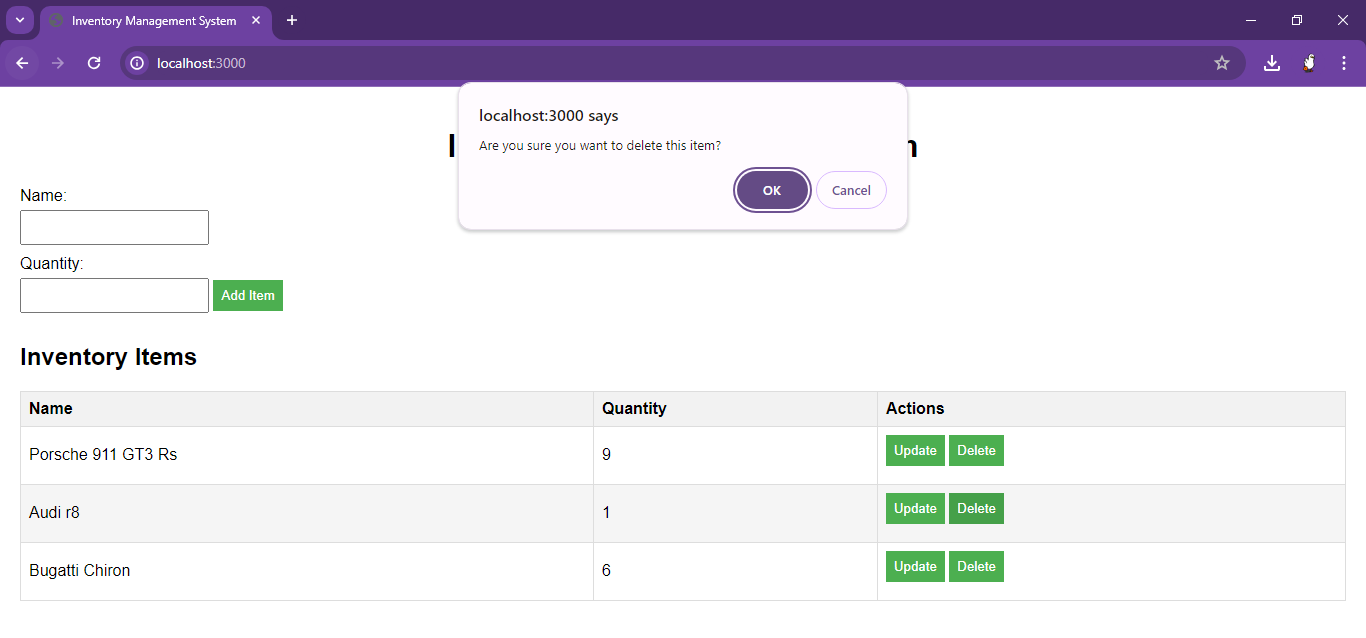 Inventory Management System
localhost:3000
localhost:3000 says
Are you sure you want to delete this item?
OK Cancel
Name:
Quantity:
Add Item
Inventory Items
Name Quantity Actions
Porsche 911 GT3 Rs 9 Update Delete
Audi r8 1 Update Delete
Bugatti Chiron 6 Update Delete